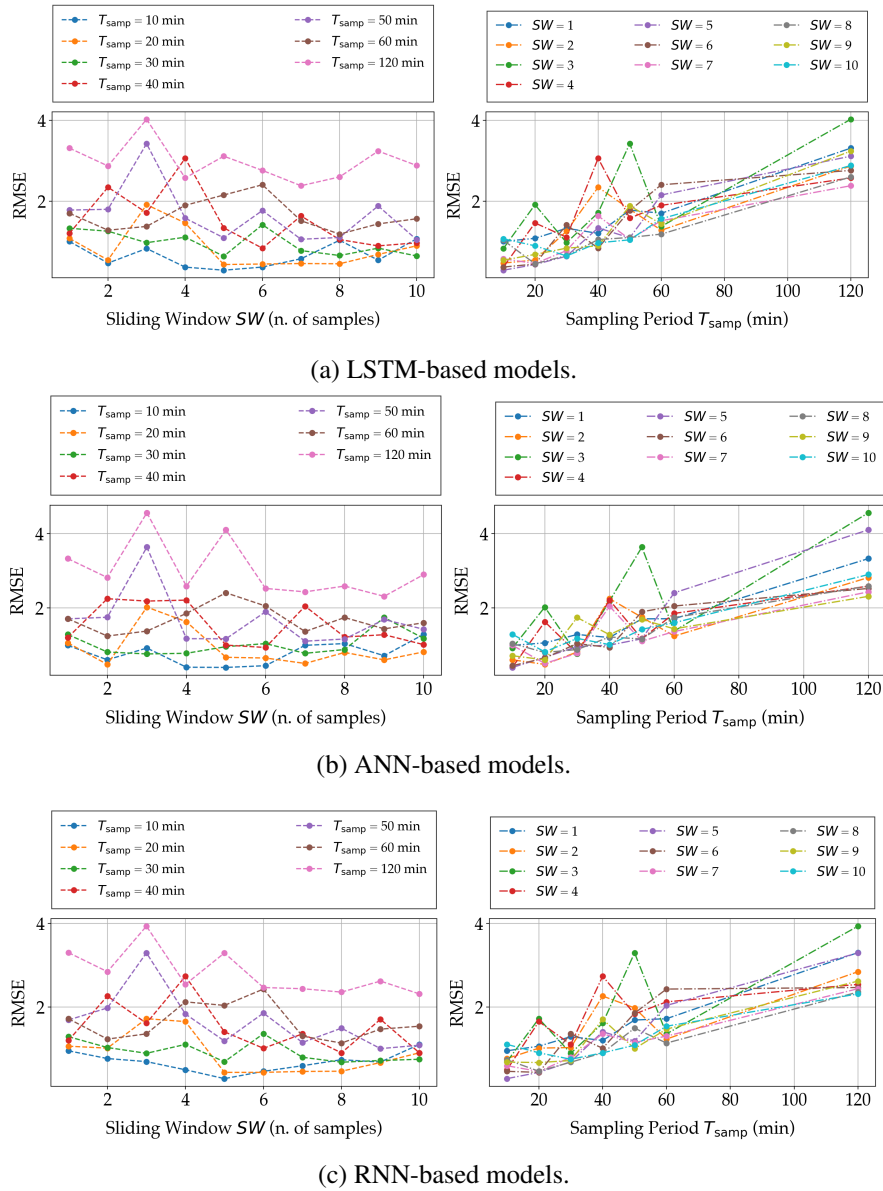 T_samp = 10 min
T_samp = 20 min
T_samp = 30 min
T_samp = 40 min
T_samp = 50 min
T_samp = 60 min
T_samp = 120 min
RMSE
4
2
2 4 6 8 10
Sliding Window SW (n. of samples)
SW = 1
SW = 2
SW = 3
SW = 4
SW = 5
SW = 6
SW = 7
SW = 8
SW = 9
SW = 10
RMSE
4
2
20 40 60 80 100 120
Sampling Period T_samp (min)
(a) LSTM-based models.
T_samp = 10 min
T_samp = 20 min
T_samp = 30 min
T_samp = 40 min
T_samp = 50 min
T_samp = 60 min
T_samp = 120 min
RMSE
4
2
2 4 6 8 10
Sliding Window SW (n. of samples)
SW = 1
SW = 2
SW = 3
SW = 4
SW = 5
SW = 6
SW = 7
SW = 8
SW = 9
SW = 10
RMSE
4
2
20 40 60 80 100 120
Sampling Period T_samp (min)
(b) ANN-based models.
T_samp = 10 min
T_samp = 20 min
T_samp = 30 min
T_samp = 40 min
T_samp = 50 min
T_samp = 60 min
T_samp = 120 min
RMSE
4
2
2 4 6 8 10
Sliding Window SW (n. of samples)
SW = 1
SW = 2
SW = 3
SW = 4
SW = 5
SW = 6
SW = 7
SW = 8
SW = 9
SW = 10
RMSE
4
2
20 40 60 80 100 120
Sampling Period T_samp (min)
(c) RNN-based models.